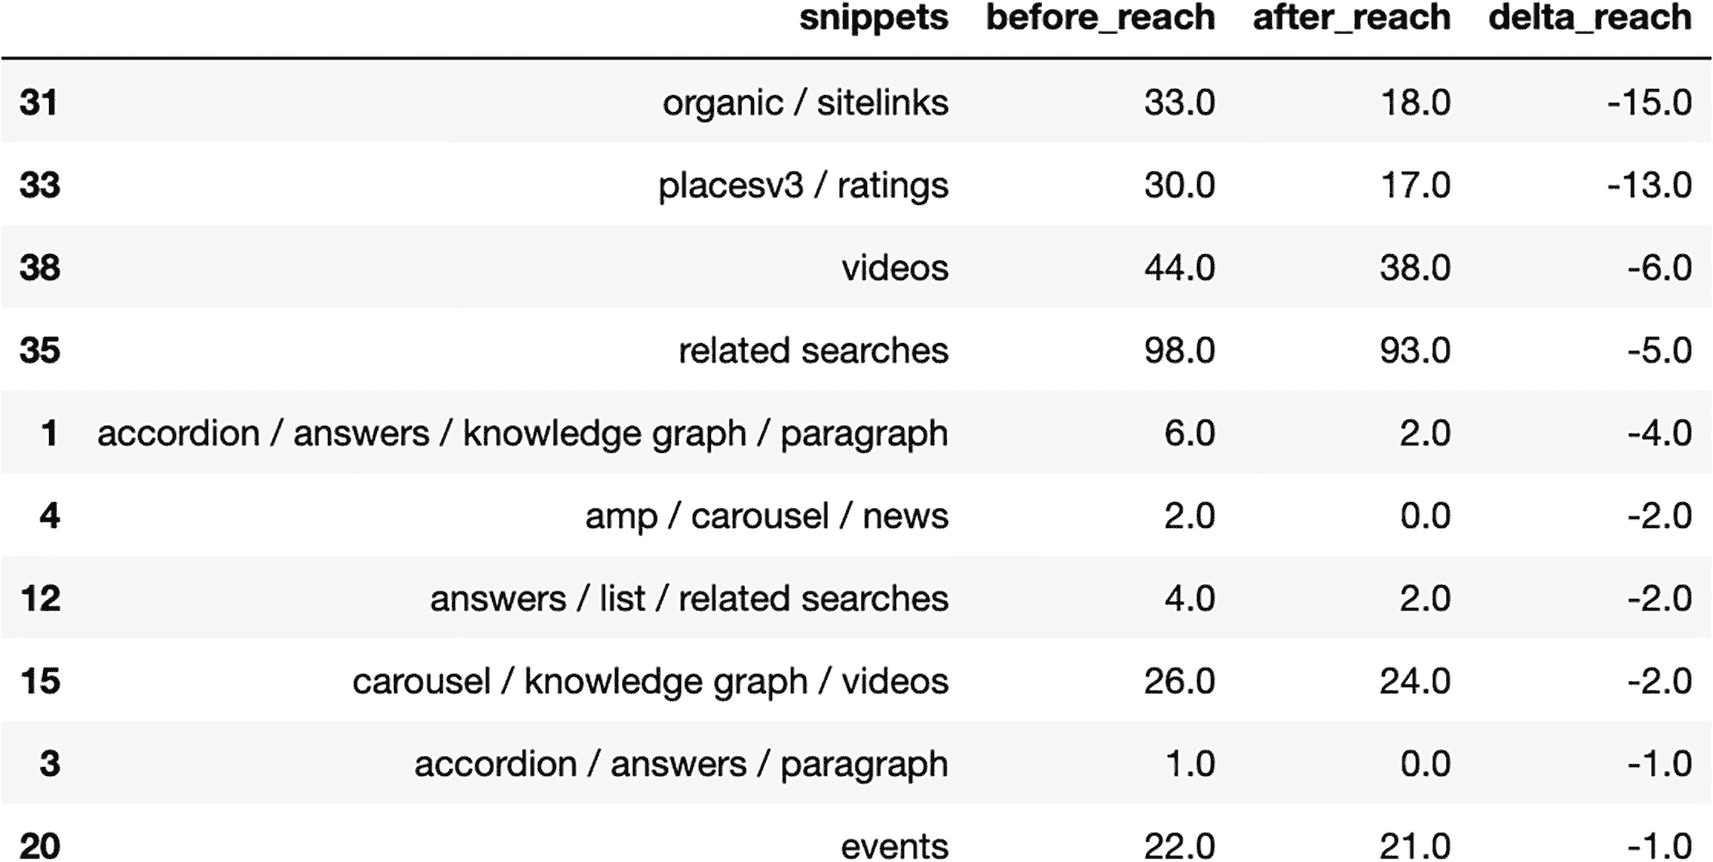 snippets before_reach after_reach delta_reach
31 organic / sitelinks 33.0 18.0 -15.0
33 placesv3 / ratings 30.0 17.0 -13.0
38 videos 44.0 38.0 -6.0
35 related searches 98.0 93.0 -5.0
1 accordion / answers / knowledge graph / paragraph 6.0 2.0 -4.0
4 amp / carousel / news 2.0 0.0 -2.0
12 answers / list / related searches 4.0 2.0 -2.0
15 carousel / knowledge graph / videos 26.0 24.0 -2.0
3 accordion / answers / paragraph 1.0 0.0 -1.0
20 events 22.0 21.0 -1.0